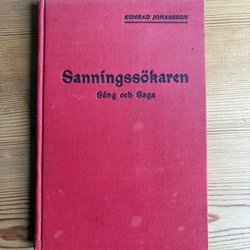 KONRAD JOHANSSON
Sanningssökaren
Sång och Saga